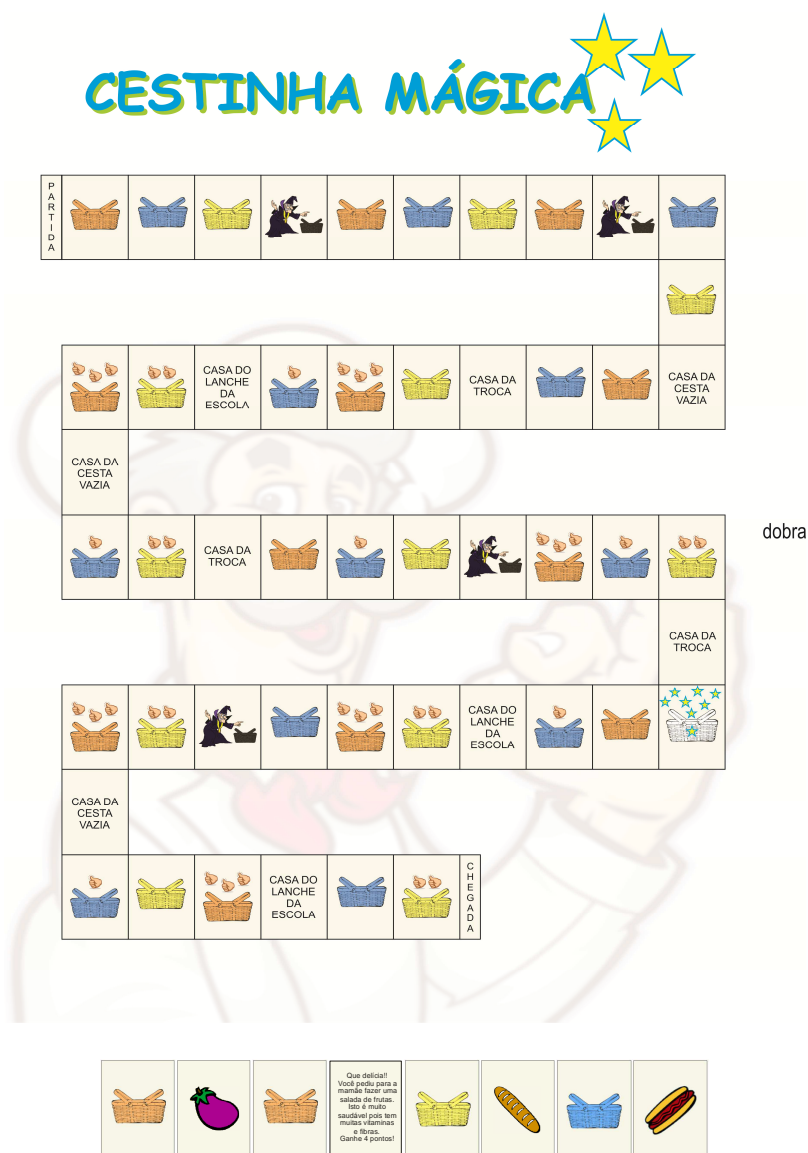 CESTINHA MÁGICA
PARTIDA
CASA DO
LANCHE
DA
ESCOLA
CASA DA
TROCA
CASA DA
CESTA
VAZIA
CASA DA
CESTA
VAZIA
dobra
CASA DA
TROCA
CASA DA
TROCA
CASA DO
LANCHE
DA
ESCOLA
CASA DA
CESTA
VAZIA
CASA DO
LANCHE
DA
ESCOLA
CHEGADA
Que delícia!!
Você pediu para a
mamãe fazer uma
salada de frutas.
Isto é muito
saudável pois tem
muitas vitaminas
e fibras.
Ganhe 4 pontos!